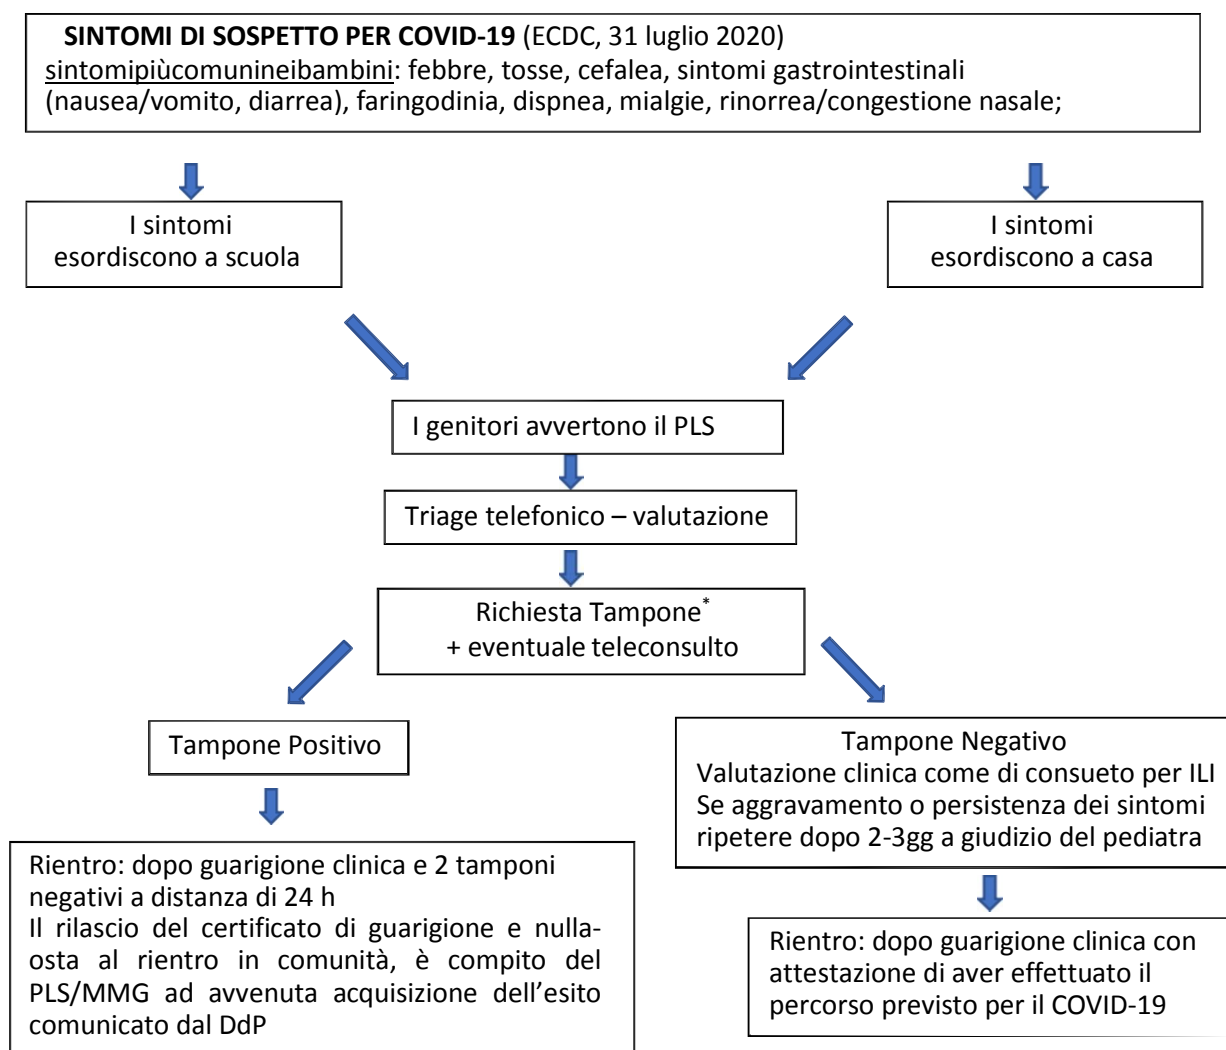 SINTOMI DI SOSPETTO PER COVID-19 (ECDC, 31 luglio 2020)
sintomipiùcomunineibambini: febbre, tosse, cefalea, sintomi gastrointestinali
(nausea/vomito, diarrea), faringodinia, dispnea, mialgie, rinorrea/congestione nasale;
I sintomi
esordiscono a scuola
I sintomi
esordiscono a casa
I genitori avvertono il PLS
Triage telefonico – valutazione
Richiesta Tampone*
+ eventuale teleconsulto
Tampone Positivo
Tampone Negativo
Valutazione clinica come di consueto per ILI
Se aggravamento o persistenza dei sintomi
ripetere dopo 2-3gg a giudizio del pediatra
Rientro: dopo guarigione clinica e 2 tamponi
negativi a distanza di 24 h
Il rilascio del certificato di guarigione e nulla-
osta al rientro in comunità, è compito del
PLS/MMG ad avvenuta acquisizione dell'esito
comunicato dal DdP
Rientro: dopo guarigione clinica con
attestazione di aver effettuato il
percorso previsto per il COVID-19